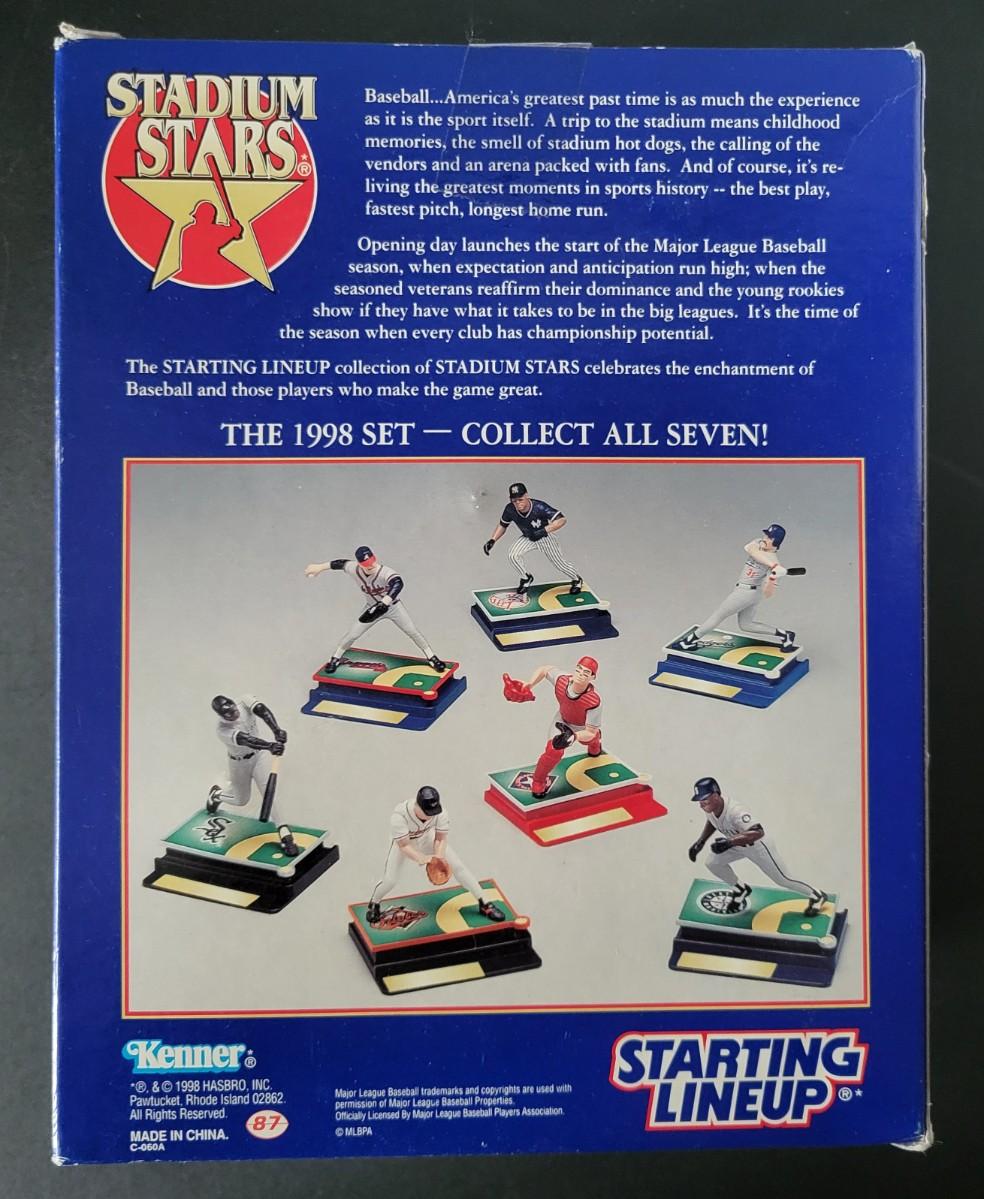 STADIUM
STARS®
Baseball...America's greatest past time is as much the experience
as it is the sport itself. A trip to the stadium means childhood
memories, the smell of stadium hot dogs, the calling of the
vendors and an arena packed with fans. And of course, it's re-
living the greatest moments in sports history -- the best play,
fastest pitch, longest home run.
Opening day launches the start of the Major League Baseball
season, when expectation and anticipation run high; when the
seasoned veterans reaffirm their dominance and the young rookies
show if they have what it takes to be in the big leagues. It's the time of
the season when every club has championship potential.
The STARTING LINEUP collection of STADIUM STARS celebrates the enchantment of
Baseball and those players who make the game great.
THE 1998 SET — COLLECT ALL SEVEN!
Kenner®*
*®, & © 1998 HASBRO, INC.
Pawtucket, Rhode Island 02862.
All Rights Reserved.
87
MADE IN CHINA.
C-060A
Major League Baseball trademarks and copyrights are used with
permission of Major League Baseball Properties.
Officially Licensed By Major League Baseball Players Association.
© MLBPA
STARTING
LINEUP®*